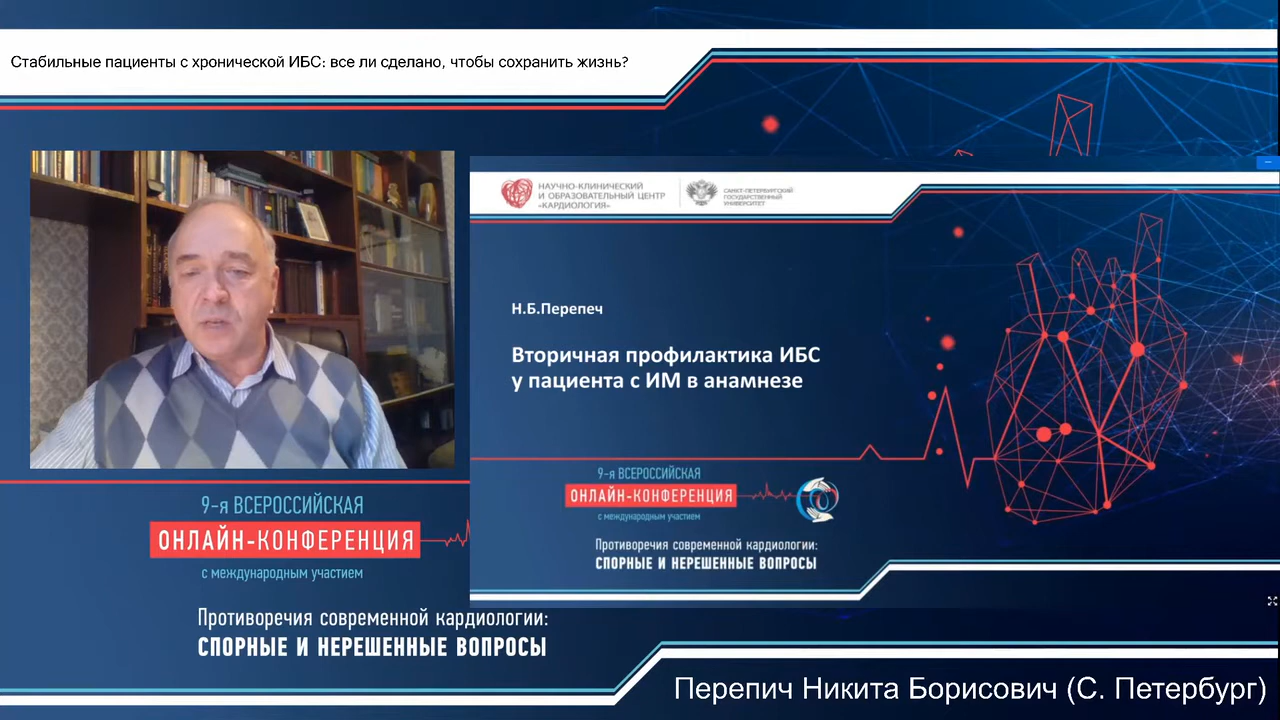 Стабильные пациенты с хронической ИБС: все ли сделано, чтобы сохранить жизнь?
НАУЧНО-КЛИНИЧЕСКИЙ
И ОБРАЗОВАТЕЛЬНЫЙ ЦЕНТР
«КАРДИОЛОГИЯ»
САНКТ-ПЕТЕРБУРГСКИЙ
ГОСУДАРСТВЕННЫЙ
УНИВЕРСИТЕТ
Н.Б.Перепеч
Вторичная профилактика ИБС
у пациента с ИМ в анамнезе
9-я ВСЕРОССИЙСКАЯ
ОНЛАЙН-КОНФЕРЕНЦИЯ
с международным участием
Противоречия современной кардиологии:
СПОРНЫЕ И НЕРЕШЕННЫЕ ВОПРОСЫ
9-я ВСЕРОССИЙСКАЯ
ОНЛАЙН-КОНФЕРЕНЦИЯ
с международным участием
Противоречия современной кардиологии:
СПОРНЫЕ И НЕРЕШЕННЫЕ ВОПРОСЫ
Перепич Никита Борисович (С. Петербург)